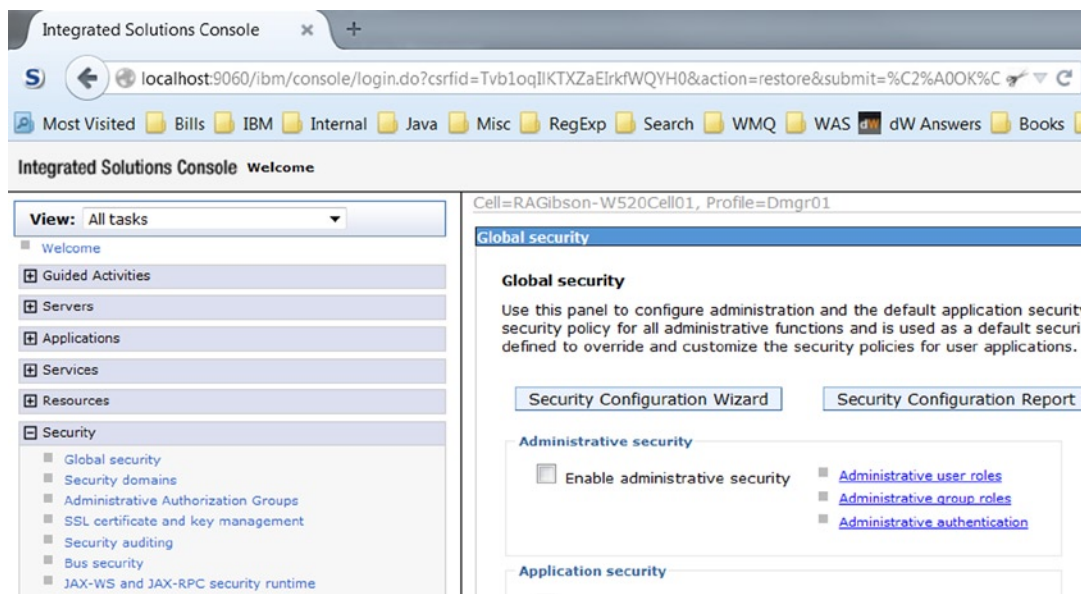 Integrated Solutions Console
localhost:9060/ibm/console/login.do?csrfid=Tvb1oqIlKTXZaEIrkfWQYH0&action=restore&submit=%C2%A0OK%C
Most Visited Bills IBM Internal Java Misc RegExp Search WMQ WAS dW dW Answers Books
Integrated Solutions Console Welcome
View: All tasks
Welcome
Guided Activities
Servers
Applications
Services
Resources
Security
Global security
Security domains
Administrative Authorization Groups
SSL certificate and key management
Security auditing
Bus security
JAX-WS and JAX-RPC security runtime
Cell=RAGibson-W520Cell01, Profile=Dmgr01
Global security
Global security
Use this panel to configure administration and the default application security
security policy for all administrative functions and is used as a default securi
defined to override and customize the security policies for user applications.
Security Configuration Wizard Security Configuration Report
Administrative security
Enable administrative security
Administrative user roles
Administrative group roles
Administrative authentication
Application security